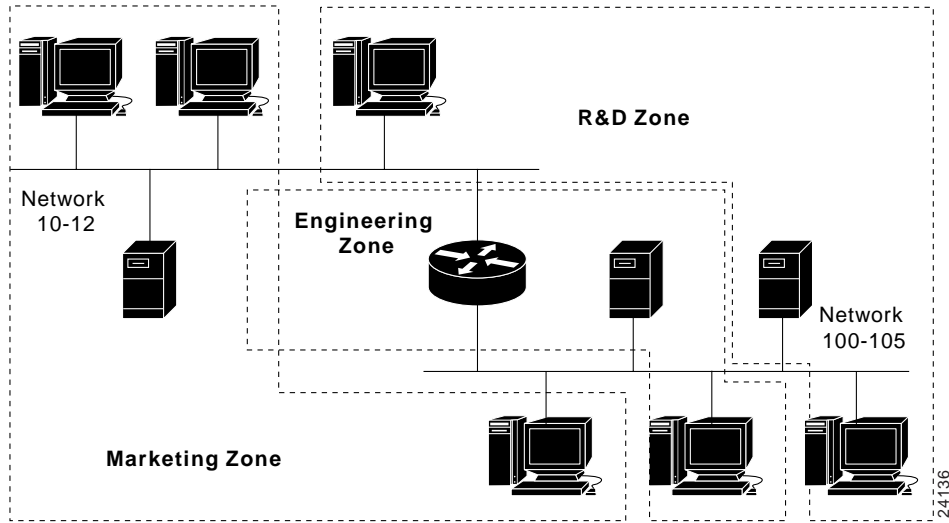 R&D Zone
Network
10-12
Engineering
Zone
Network
100-105
Marketing Zone
24136